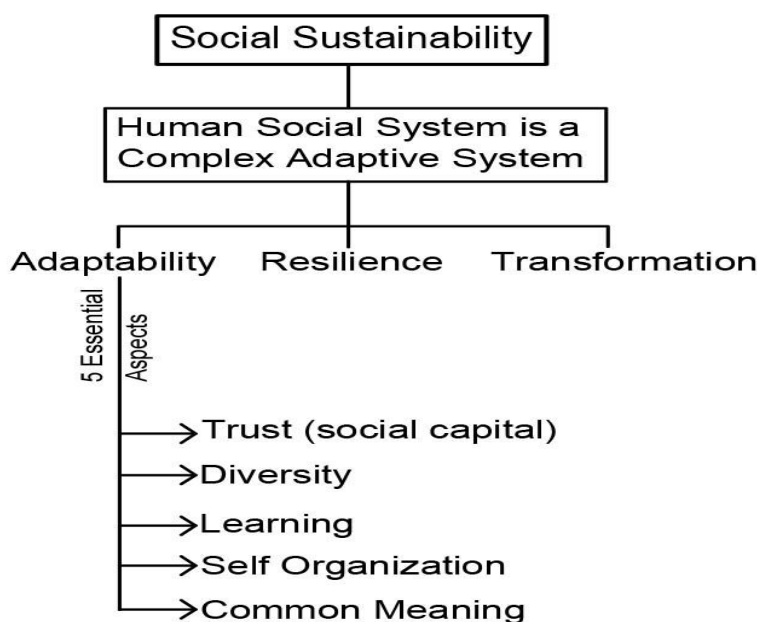 Social Sustainability
Human Social System is a
Complex Adaptive System
Adaptability Resilience Transformation
5 Essential
Aspects
Trust (social capital)
Diversity
Learning
Self Organization
Common Meaning